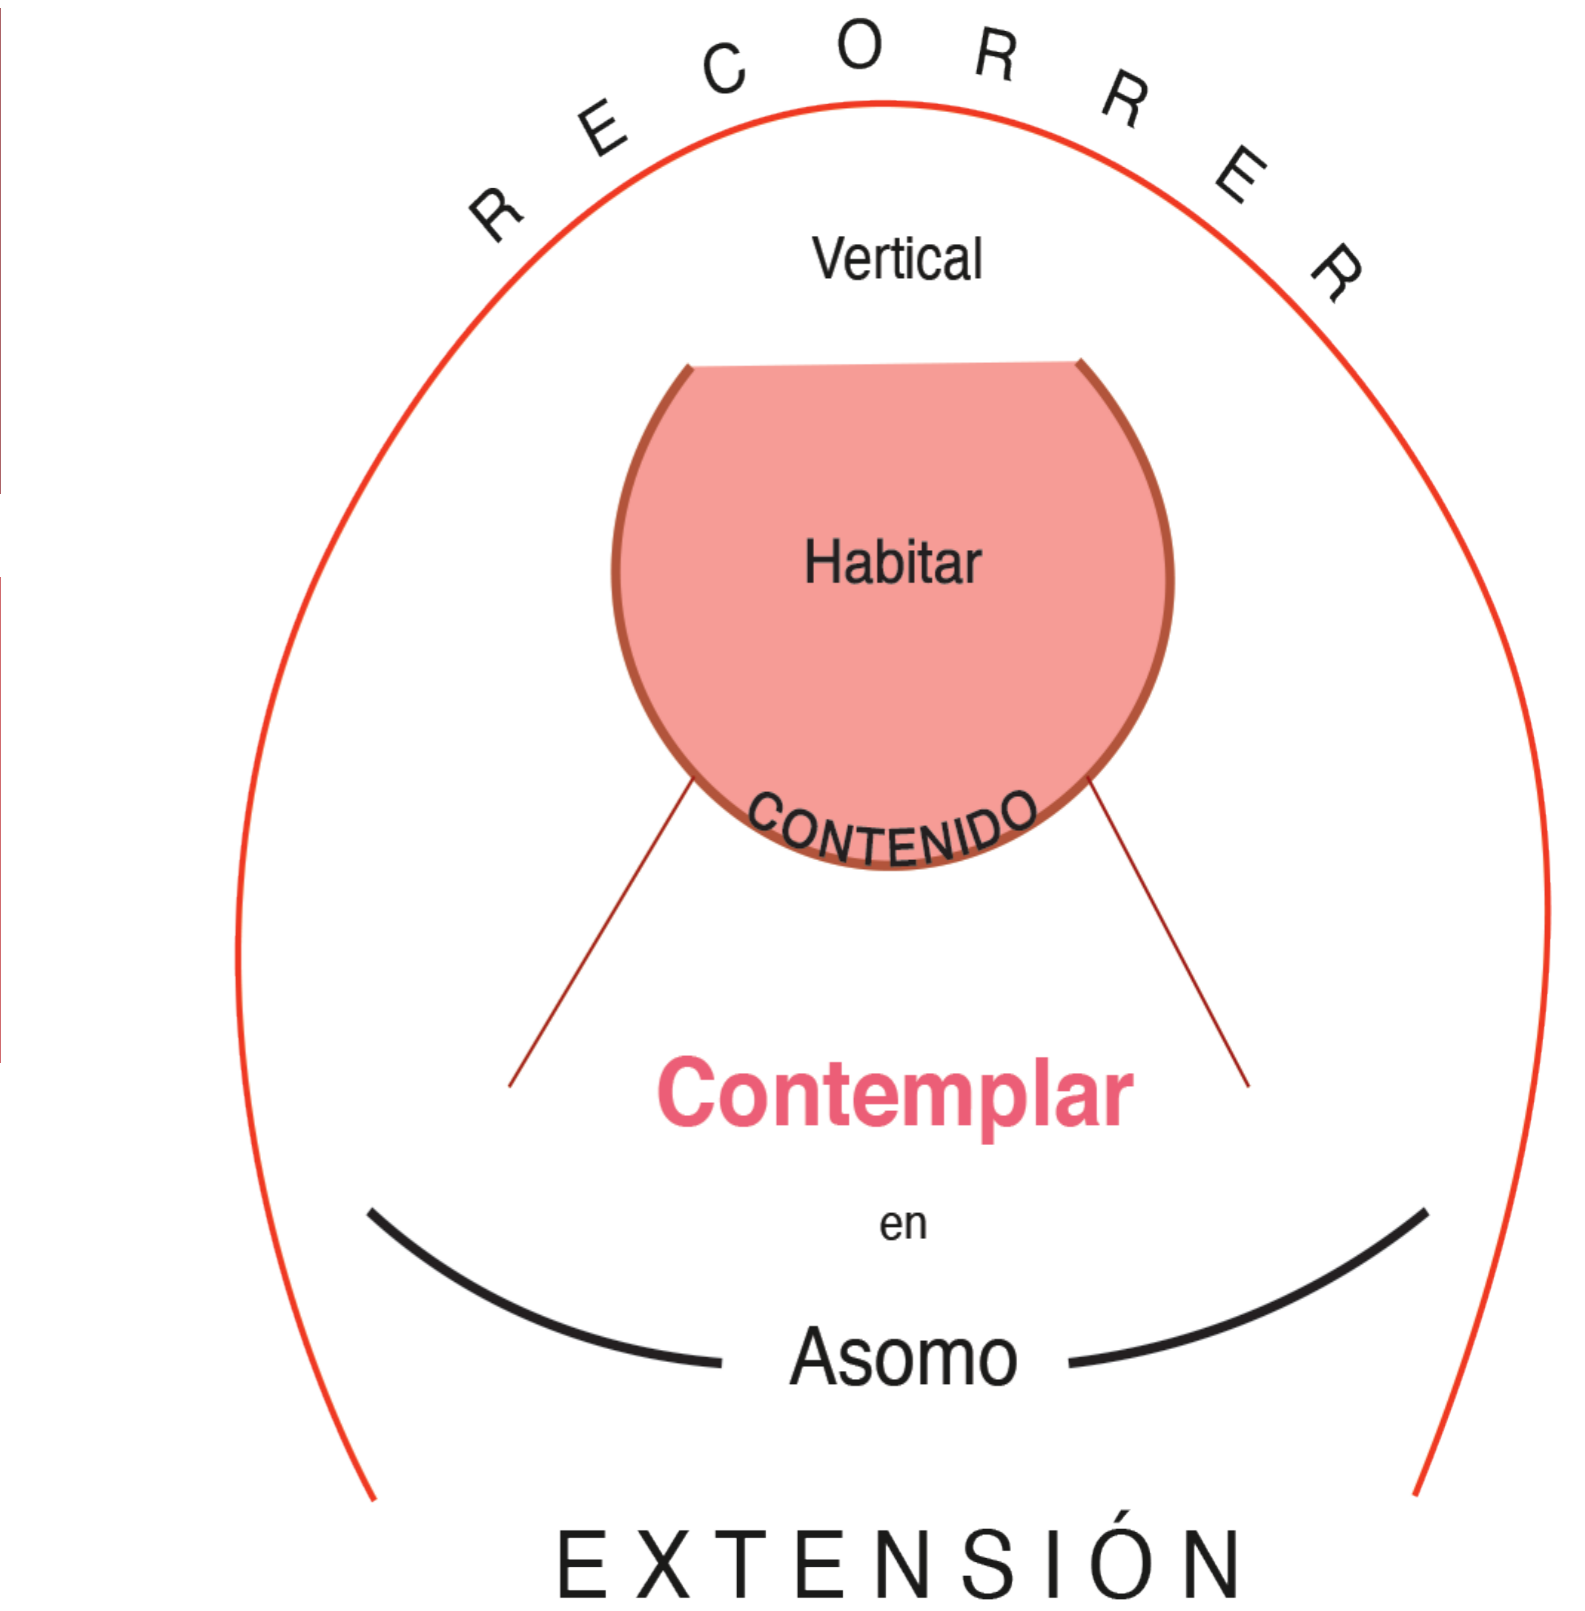 RECORRER
Vertical
Habitar
CONTENIDO
Contemplar
en
Asomo
EXTENSIÓN